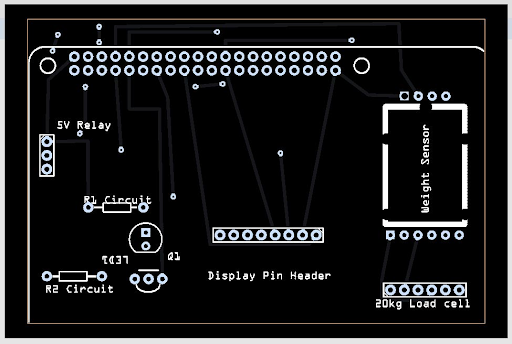 5V Relay
Weight Sensor
R1 Circuit
LED1
Q1
Display Pin Header
R2 Circuit
20kg Load cell